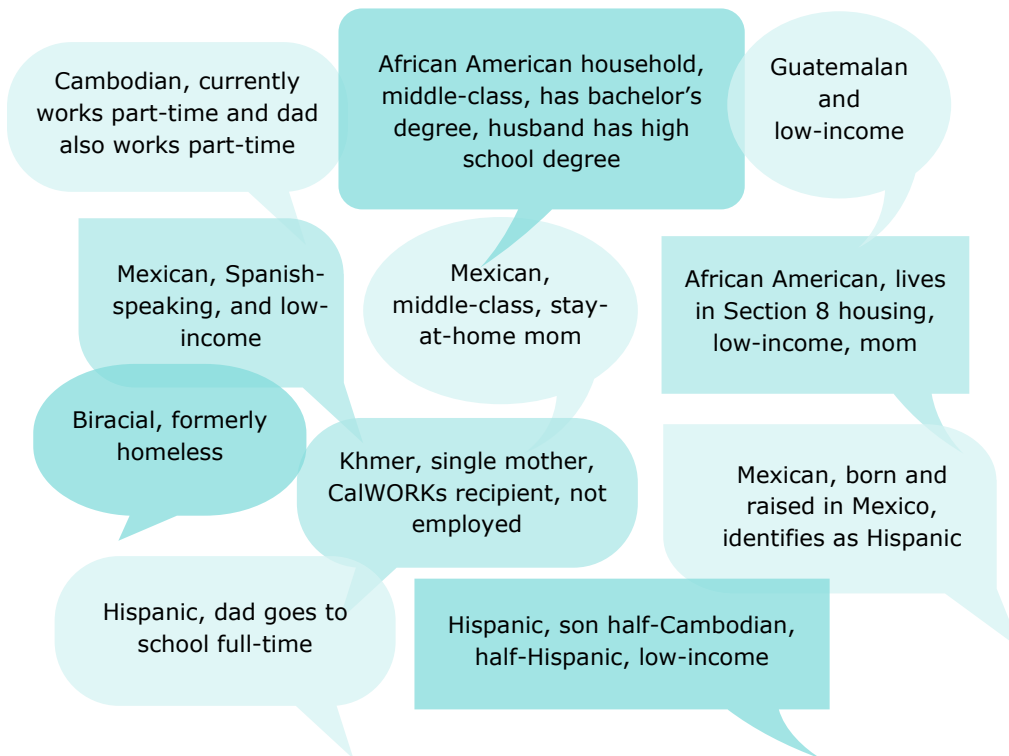 Cambodian, currently
works part-time and dad
also works part-time
African American household,
middle-class, has bachelor’s
degree, husband has high
school degree
Guatemalan
and
low-income
Mexican, Spanish-
speaking, and low-
income
Mexican,
middle-class, stay-
at-home mom
African American, lives
in Section 8 housing,
low-income, mom
Biracial, formerly
homeless
Khmer, single mother,
CalWORKs recipient, not
employed
Mexican, born and
raised in Mexico,
identifies as Hispanic
Hispanic, dad goes to
school full-time
Hispanic, son half-Cambodian,
half-Hispanic, low-income